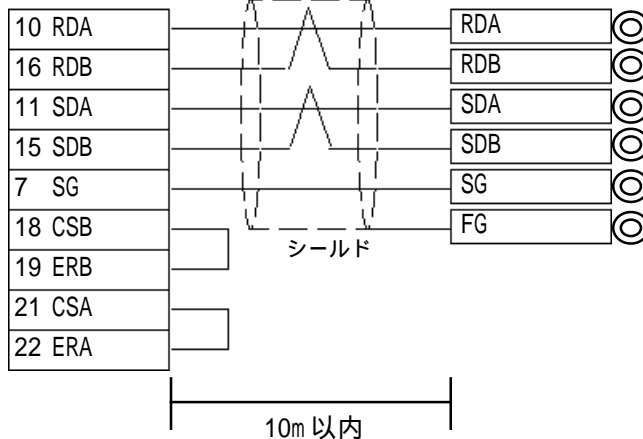 10 RDA RDA
16 RDB RDB
11 SDA SDA
15 SDB SDB
7 SG SG
18 CSB FG
シールド
19 ERB
21 CSA
22 ERA
10m 以内